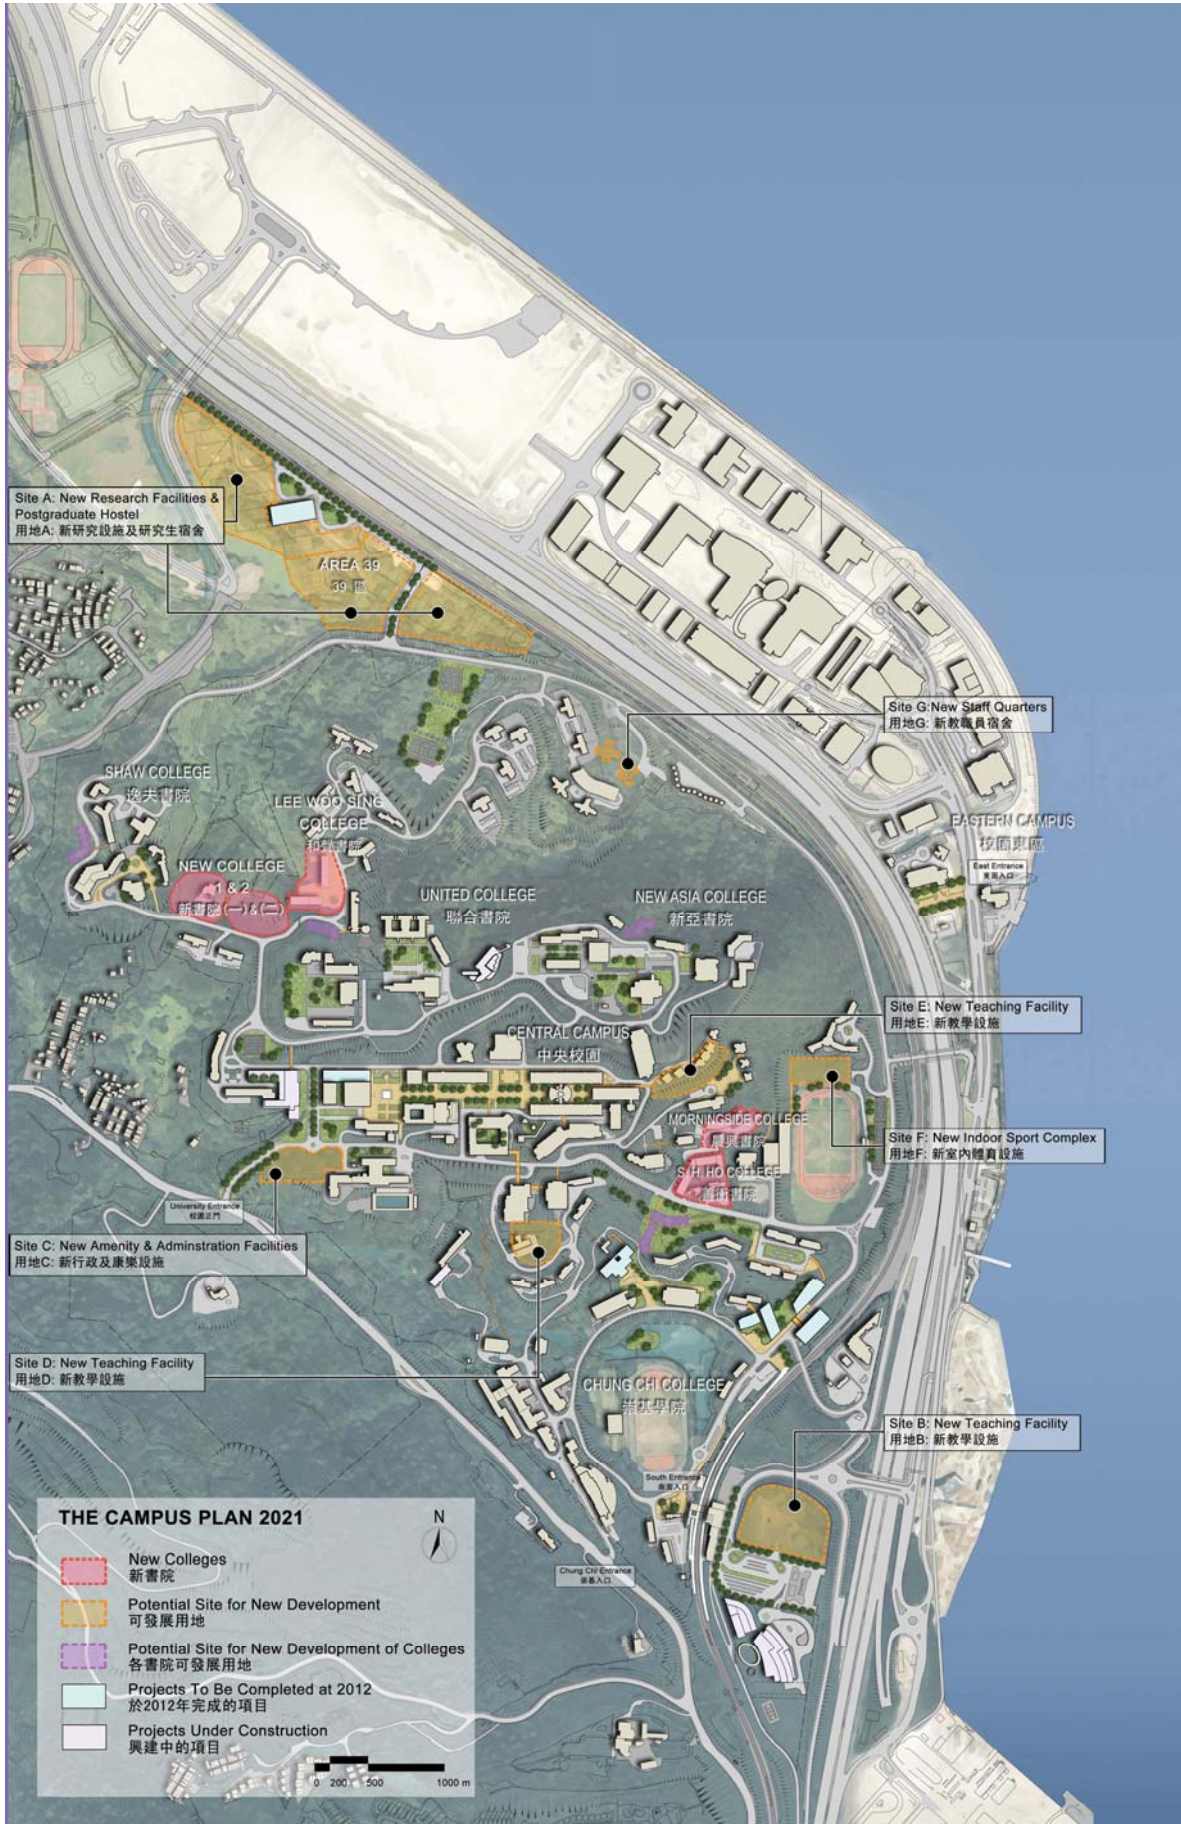 Site A: New Research Facilities &
Postgraduate Hostel
用地A: 新研究設施及研究生宿舍
AREA 39
39 區
Site G:New Staff Quarters
用地G: 新教職員宿舍
SHAW COLLEGE
逸夫書院
LEE WOO SING
COLLEGE
和聲書院
EASTERN CAMPUS
校園東區
East Entrance
東面入口
NEW COLLEGE
1 & 2
新書院(一)&(二)
UNITED COLLEGE
聯合書院
NEW ASIA COLLEGE
新亞書院
Site E: New Teaching Facility
用地E: 新教學設施
CENTRAL CAMPUS
中央校園
MORNINGSIDE COLLEGE
晨興書院
Site F: New Indoor Sport Complex
用地F: 新室內體育設施
S.H. HO COLLEGE
善衡書院
University Entrance
校園正門
Site C: New Amenity & Adminstration Facilities
用地C: 新行政及康樂設施
Site D: New Teaching Facility
用地D: 新教學設施
CHUNG CHI COLLEGE
崇基學院
Site B: New Teaching Facility
用地B: 新教學設施
South Entrance
南面入口
Chung Chi Entrance
崇基入口
THE CAMPUS PLAN 2021
N
New Colleges
新書院
Potential Site for New Development
可發展用地
Potential Site for New Development of Colleges
各書院可發展用地
Projects To Be Completed at 2012
於2012年完成的項目
Projects Under Construction
興建中的項目
0 200 500 1000 m